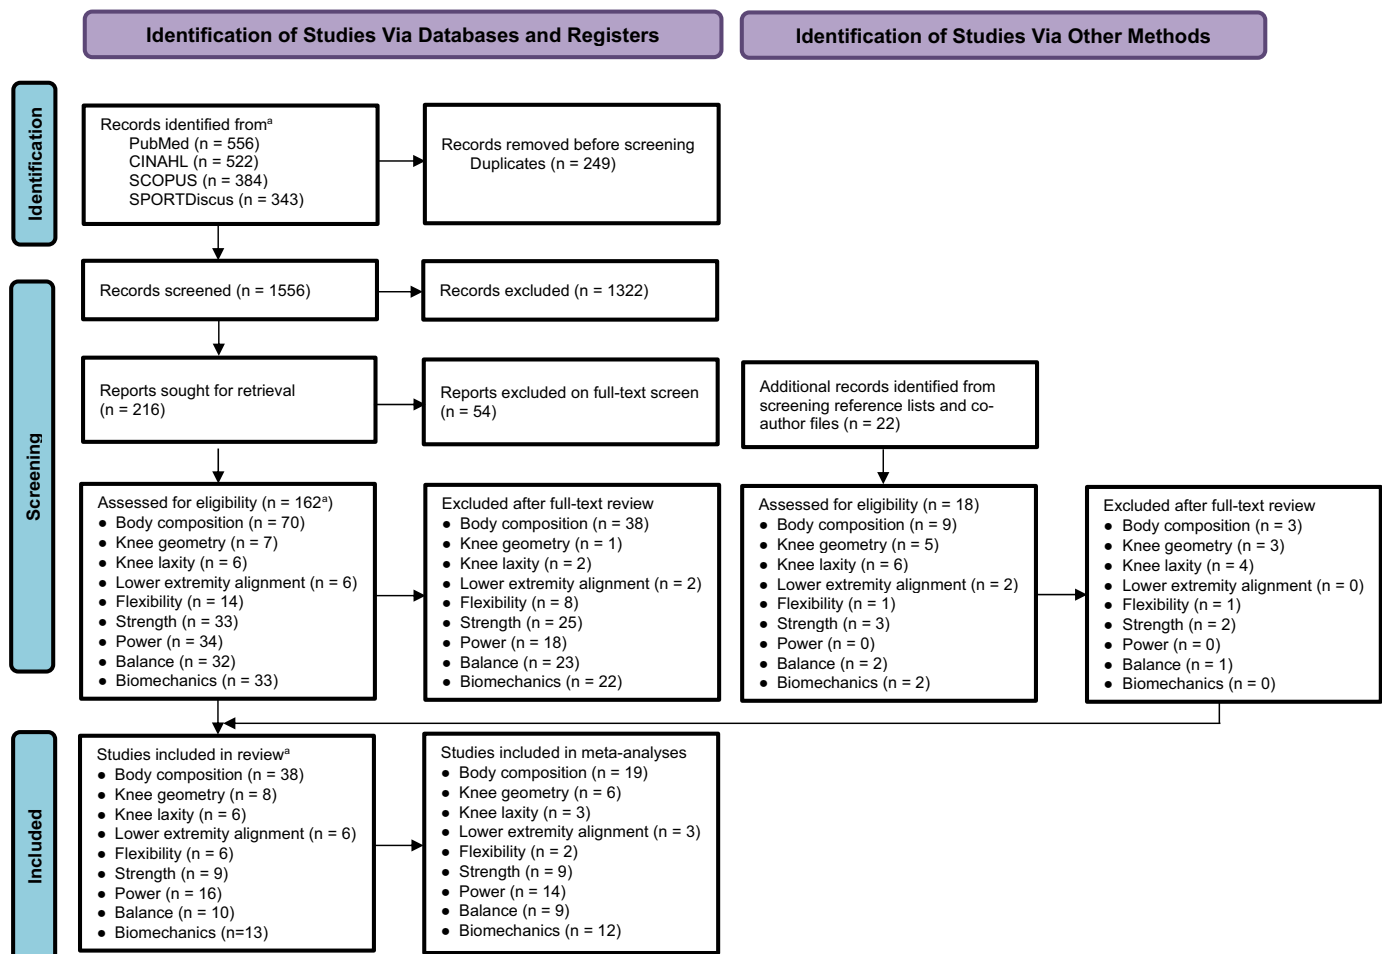 Identification of Studies Via Databases and Registers
Identification of Studies Via Other Methods
Identification
Records identified fromᵃ
PubMed (n = 556)
CINAHL (n = 522)
SCOPUS (n = 384)
SPORTDiscus (n = 343)
Records removed before screening
Duplicates (n = 249)
Screening
Records screened (n = 1556)
Records excluded (n = 1322)
Reports sought for retrieval
(n = 216)
Reports excluded on full-text screen
(n = 54)
Additional records identified from
screening reference lists and co-
author files (n = 22)
Assessed for eligibility (n = 162ᵃ)
● Body composition (n = 70)
● Knee geometry (n = 7)
● Knee laxity (n = 6)
● Lower extremity alignment (n = 6)
● Flexibility (n = 14)
● Strength (n = 33)
● Power (n = 34)
● Balance (n = 32)
● Biomechanics (n = 33)
Excluded after full-text review
● Body composition (n = 38)
● Knee geometry (n = 1)
● Knee laxity (n = 2)
● Lower extremity alignment (n = 2)
● Flexibility (n = 8)
● Strength (n = 25)
● Power (n = 18)
● Balance (n = 23)
● Biomechanics (n = 22)
Assessed for eligibility (n = 18)
● Body composition (n = 9)
● Knee geometry (n = 5)
● Knee laxity (n = 6)
● Lower extremity alignment (n = 2)
● Flexibility (n = 1)
● Strength (n = 3)
● Power (n = 0)
● Balance (n = 2)
● Biomechanics (n = 2)
Excluded after full-text review
● Body composition (n = 3)
● Knee geometry (n = 3)
● Knee laxity (n = 4)
● Lower extremity alignment (n = 0)
● Flexibility (n = 1)
● Strength (n = 2)
● Power (n = 0)
● Balance (n = 1)
● Biomechanics (n = 0)
Included
Studies included in reviewᵃ
● Body composition (n = 38)
● Knee geometry (n = 8)
● Knee laxity (n = 6)
● Lower extremity alignment (n = 6)
● Flexibility (n = 6)
● Strength (n = 9)
● Power (n = 16)
● Balance (n = 10)
● Biomechanics (n=13)
Studies included in meta-analyses
● Body composition (n = 19)
● Knee geometry (n = 6)
● Knee laxity (n = 3)
● Lower extremity alignment (n = 3)
● Flexibility (n = 2)
● Strength (n = 9)
● Power (n = 14)
● Balance (n = 9)
● Biomechanics (n = 12)